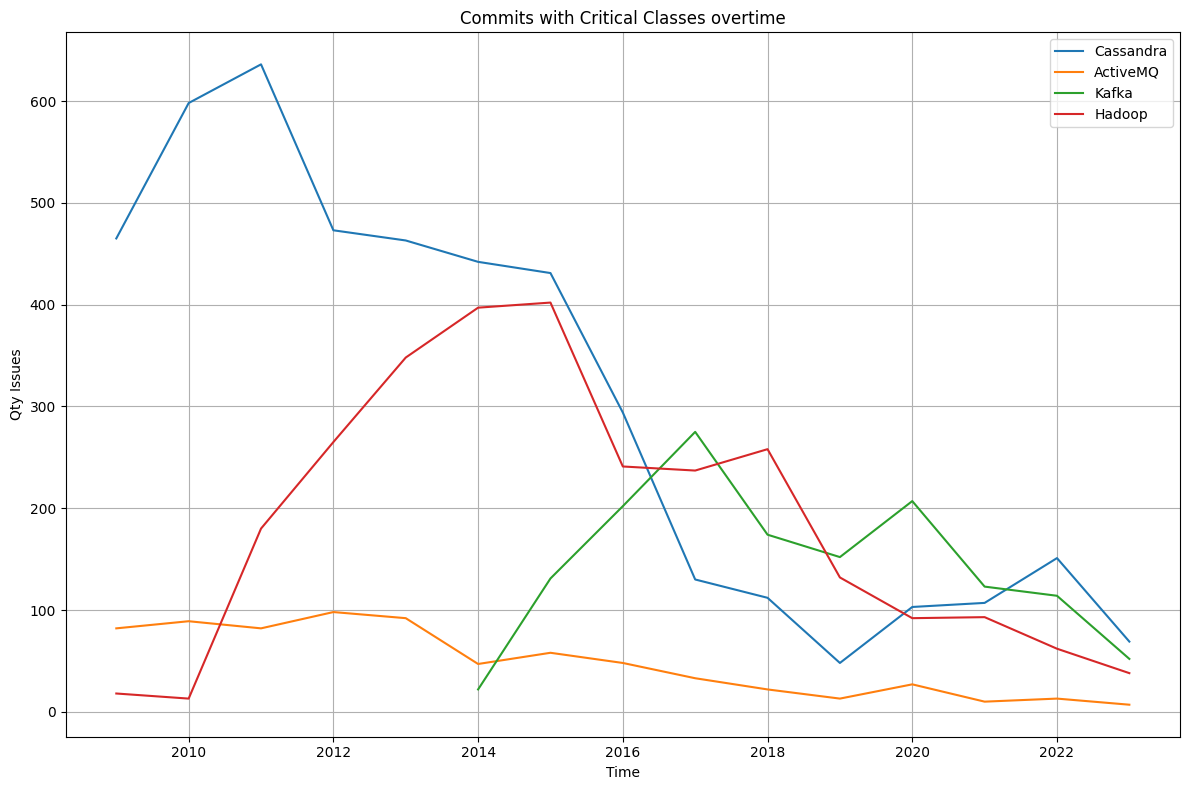 Commits with Critical Classes overtime
Cassandra
ActiveMQ
Kafka
Hadoop
Qty Issues
600
500
400
300
200
100
0
2010
2012
2014
2016
2018
2020
2022
Time